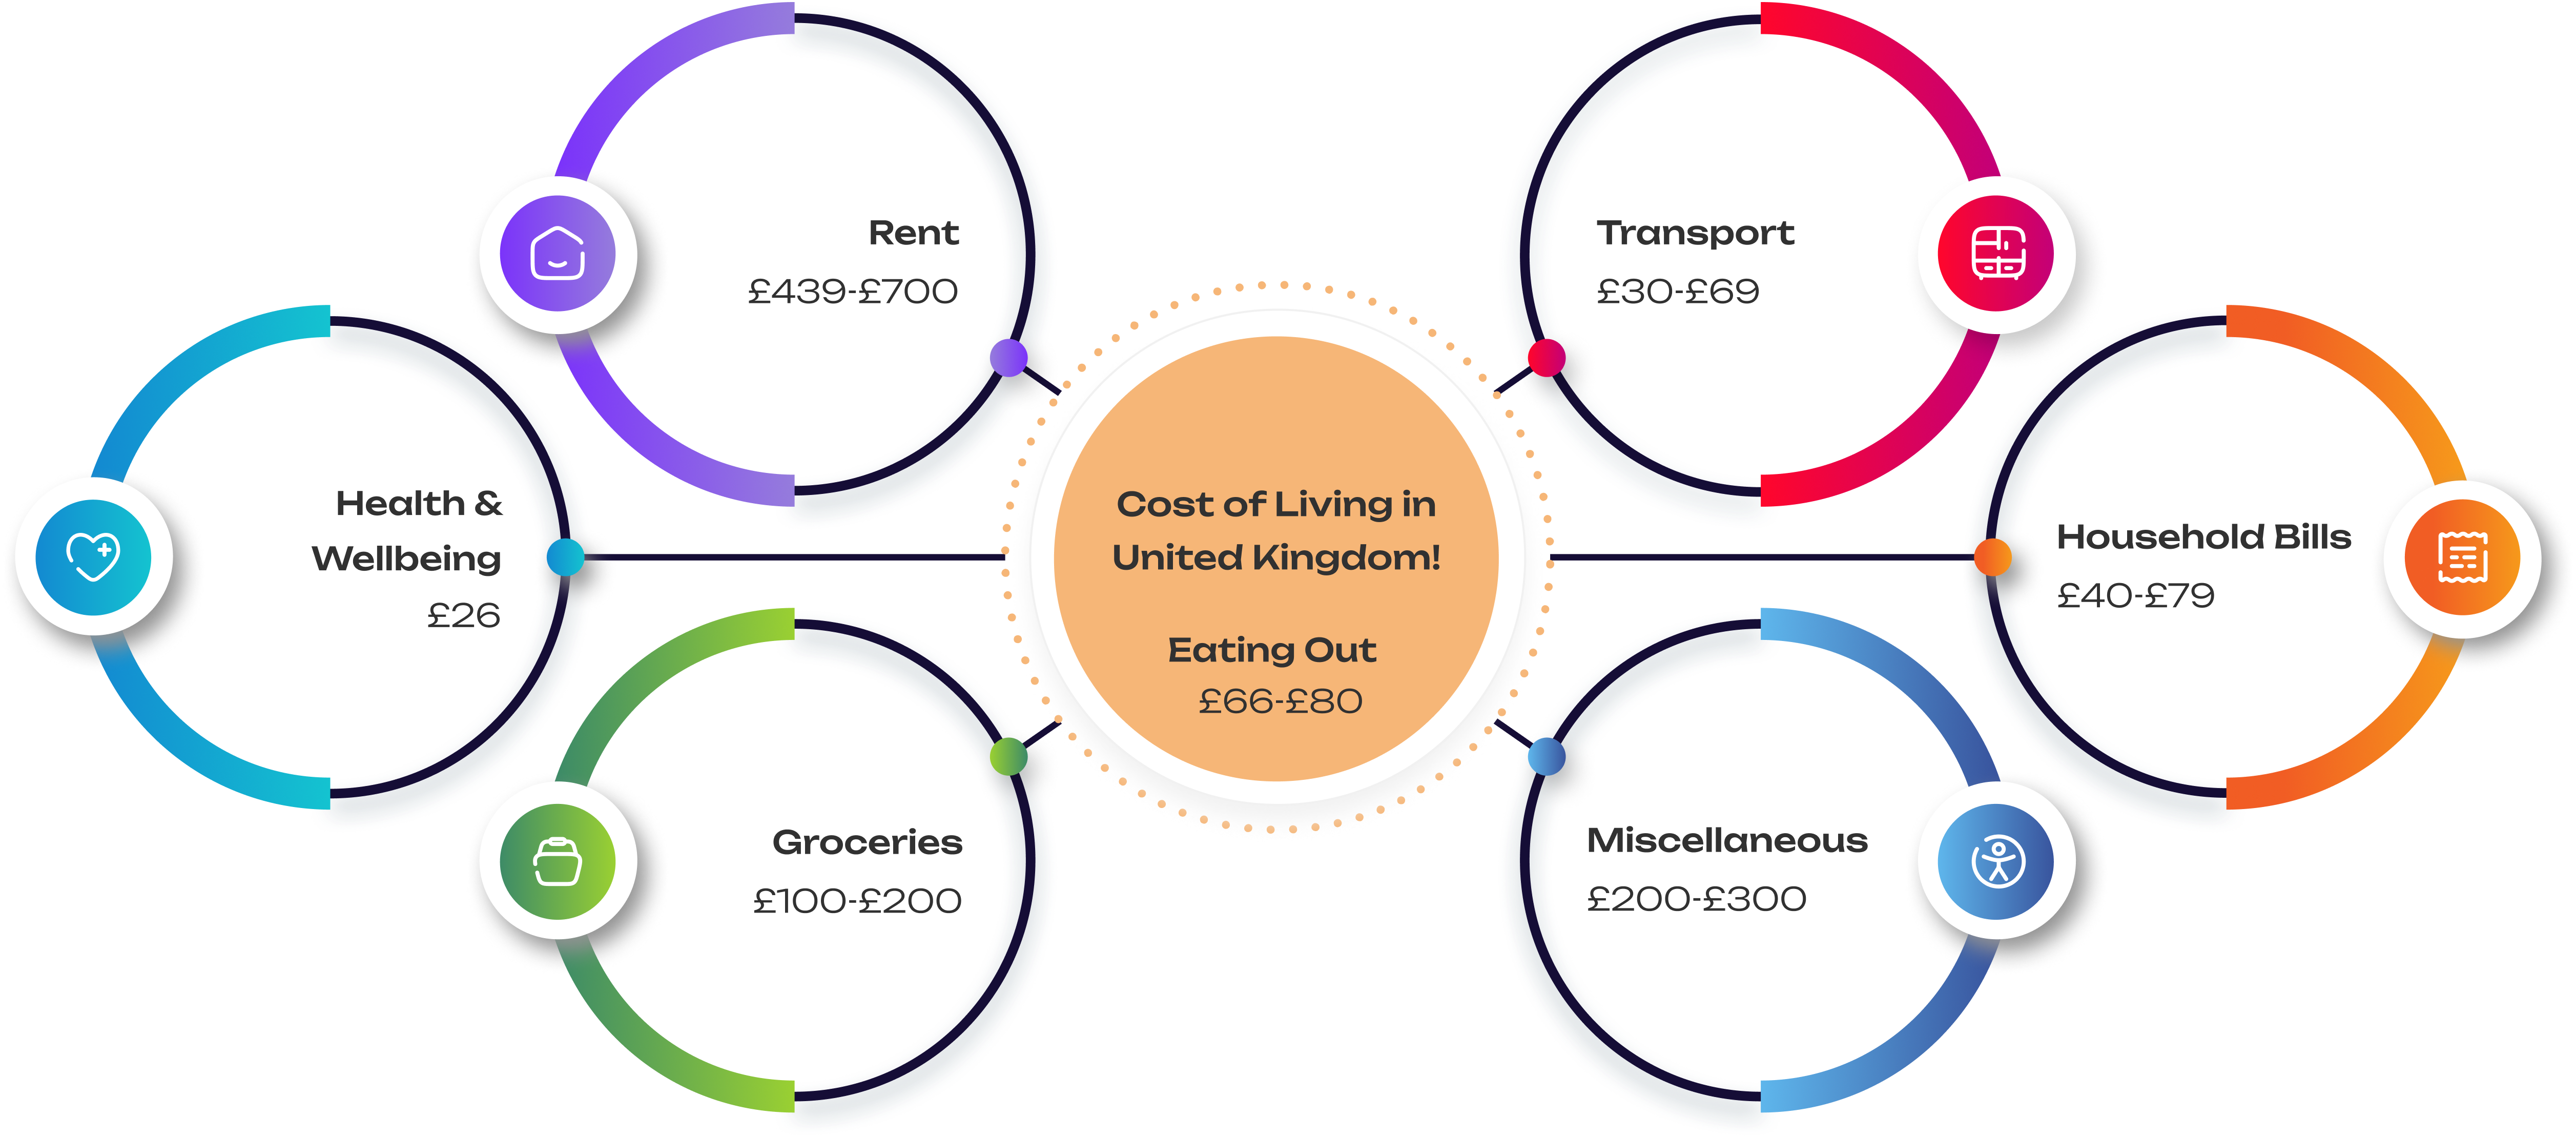 Rent
£439-£700
Transport
£30-£69
Health &
Wellbeing
£26
Cost of Living in
United Kingdom!
Eating Out
£66-£80
Household Bills
£40-£79
Groceries
£100-£200
Miscellaneous
£200-£300